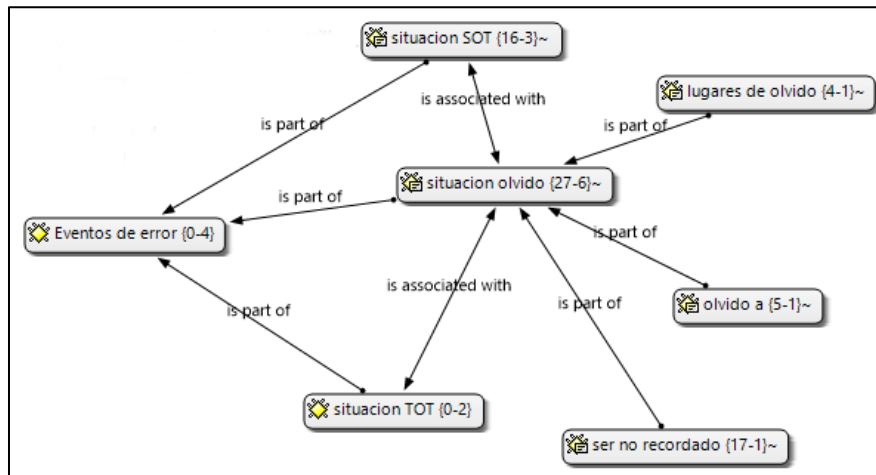 situacion SOT {16-3}~
is associated with
lugares de olvido {4-1}~
is part of
is part of
situacion olvido {27-6}~
is part of
Eventos de error {0-4}
is part of
is associated with
olvido a {5-1}~
is part of
is part of
situacion TOT {0-2}
ser no recordado {17-1}~